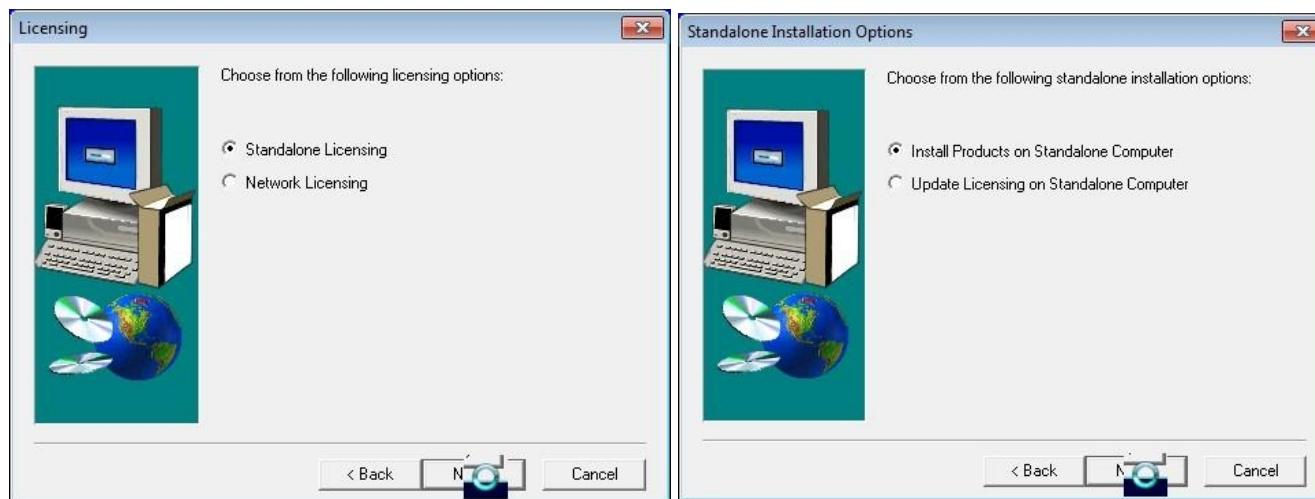 Licensing
Choose from the following licensing options:
Standalone Licensing
Network Licensing
< Back
Cancel
Standalone Installation Options
Choose from the following standalone installation options:
Install Products on Standalone Computer
Update Licensing on Standalone Computer
< Back
Cancel